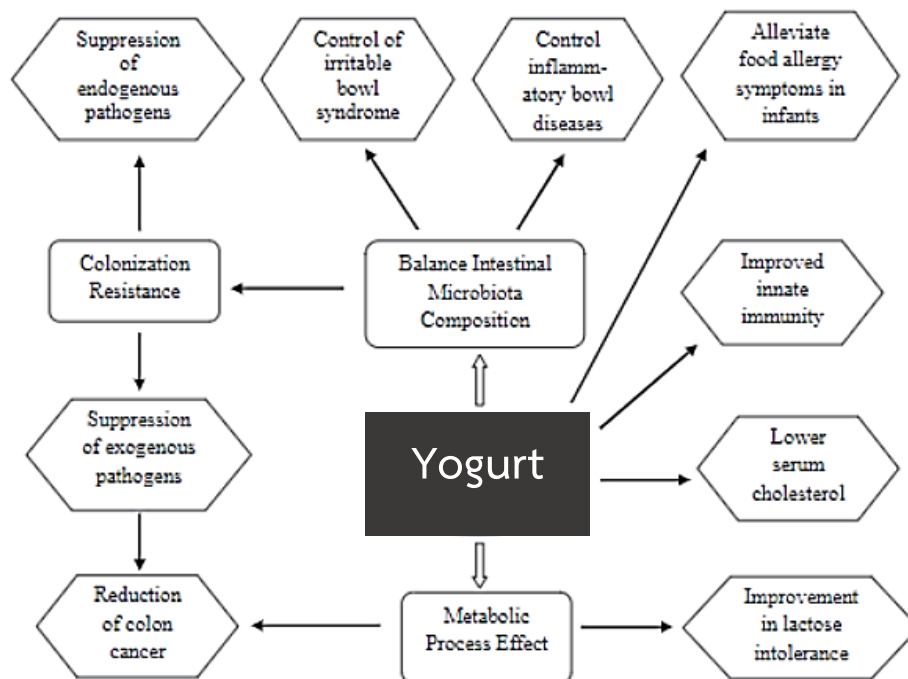 Suppression
of
endogenous
pathogens
Control of
irritable
bowl
syndrome
Control
inflamm-
atory bowl
diseases
Alleviate
food allergy
symptoms in
infants
Colonization
Resistance
Balance Intestinal
Microbiota
Composition
Improved
innate
immunity
Suppression
of exogenous
pathogens
Yogurt
Lower
serum
cholesterol
Reduction
of colon
cancer
Metabolic
Process Effect
Improvement
in lactose
intolerance